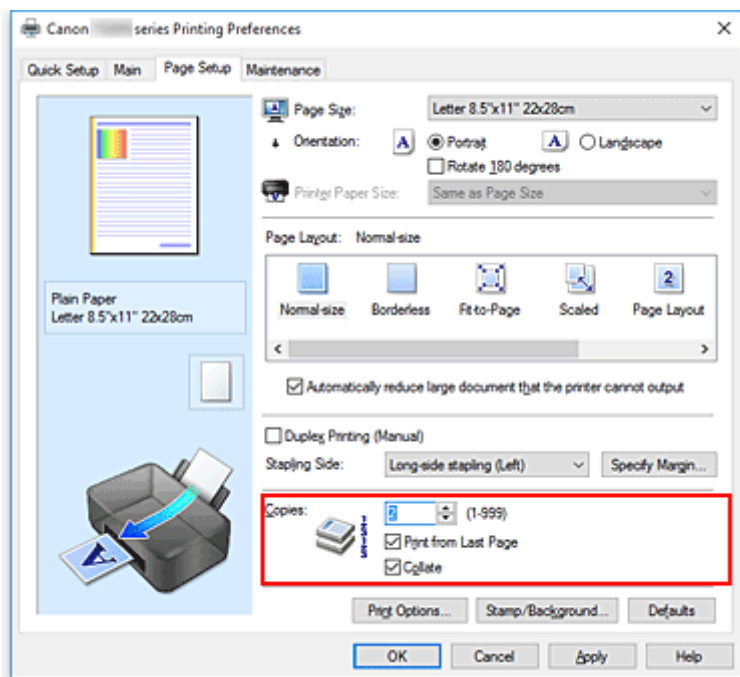 Canon series Printing Preferences
Quick Setup Main Page Setup Maintenance
Page Size: Letter 8.5"x11" 22x28cm
Orientation: A Portrait A Landscape
Rotate 180 degrees
Printer Paper Size: Same as Page Size
Page Layout: Normal-size
2
Normal-size Borderless Fit-to-Page Scaled Page Layout
Automatically reduce large document that the printer cannot output
Plain Paper
Letter 8.5"x11" 22x28cm
Duplex Printing (Manual)
Stapling Side: Long-side stapling (Left) Specify Margin...
Copies: 2 (1-999)
Print from Last Page
Collate
A
Print Options... Stamp/Background... Defaults
OK Cancel Apply Help